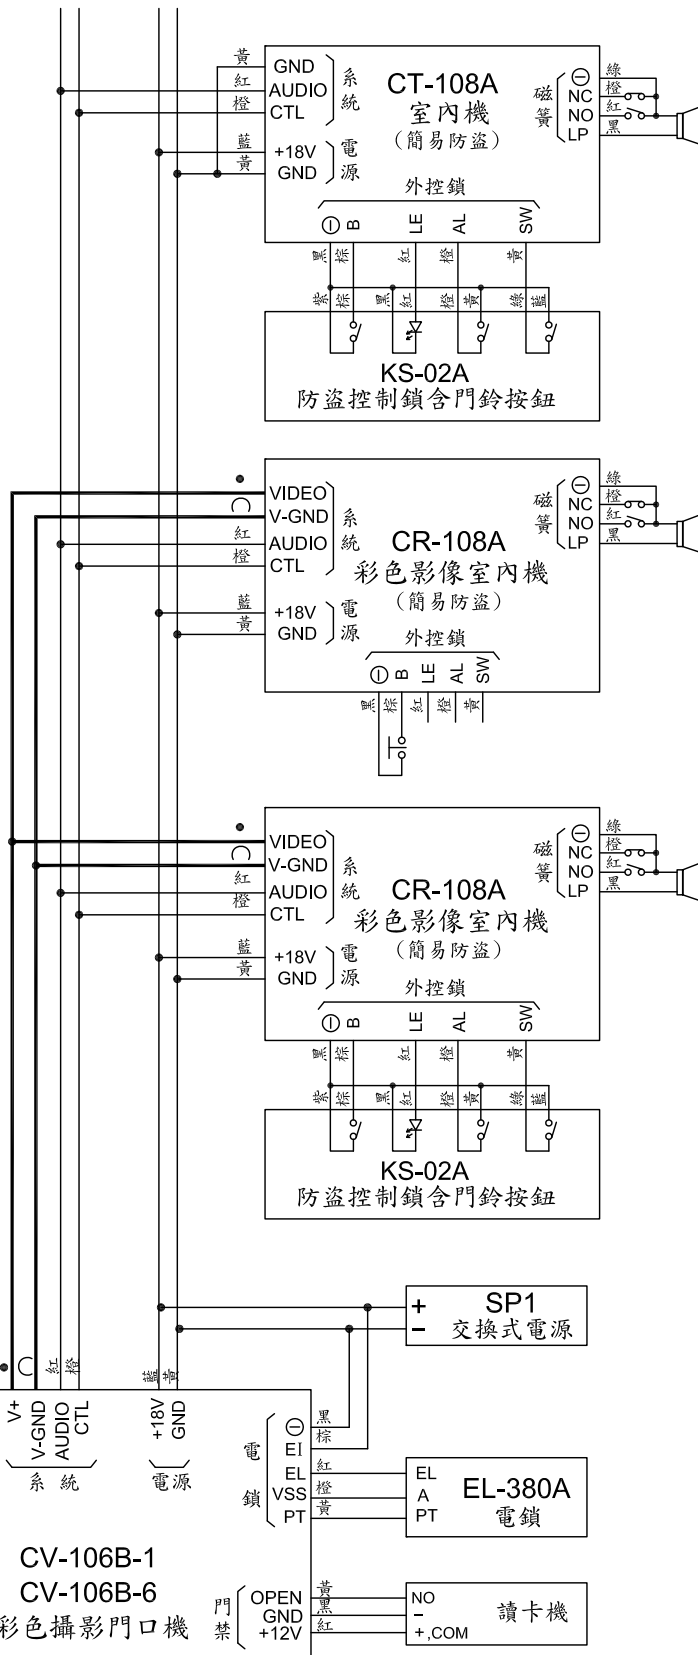 黃 GND
紅 AUDIO
橙 CTL
系統
藍 +18V
黃 GND
電源
CT-108A
室內機
(簡易防盜)
磁簧
⊖ 綠
NC 橙
NO 紅
LP 黑
外控鎖
⊖ B LE AL SW
黑 棕 紅 橙 黃
紫 棕 黑 紅 橙 黃 綠 藍
KS-02A
防盜控制鎖含門鈴按鈕
VIDEO
V-GND
紅 AUDIO
橙 CTL
系統
藍 +18V
黃 GND
電源
CR-108A
彩色影像室內機
(簡易防盜)
磁簧
⊖ 綠
NC 橙
NO 紅
LP 黑
外控鎖
⊖ B LE AL SW
黑 棕 紅 橙 黃
VIDEO
V-GND
紅 AUDIO
橙 CTL
系統
藍 +18V
黃 GND
電源
CR-108A
彩色影像室內機
(簡易防盜)
磁簧
⊖ 綠
NC 橙
NO 紅
LP 黑
外控鎖
⊖ B LE AL SW
黑 棕 紅 橙 黃
紫 棕 黑 紅 橙 黃 綠 藍
KS-02A
防盜控制鎖含門鈴按鈕
+ SP1
− 交換式電源
紅 橙 藍 黃
V+ V-GND AUDIO CTL +18V GND
系統 電源
電鎖
⊖ 黑
EI 棕
EL 紅 EL
VSS 橙 A
PT 黃 PT
EL-380A
電鎖
CV-106B-1
CV-106B-6
彩色攝影門口機
門禁
OPEN 黃 NO
GND 黑 −
+12V 紅 +,COM
讀卡機